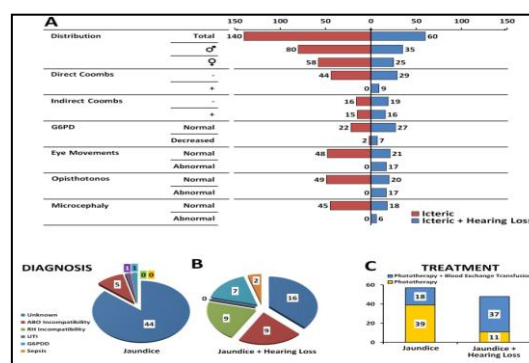 A
150 100 50 0 50 100 150
Distribution Total 140 60
♂ 80 35
♀ 58 25
Direct Coombs - 44 29
+ 0 9
Indirect Coombs - 16 19
+ 15 16
G6PD Normal 22 27
Decreased 2 7
Eye Movements Normal 48 21
Abnormal 0 17
Opisthotonos Normal 49 20
Abnormal 0 17
Microcephaly Normal 45 18
Abnormal 0 6
Icteric
Icteric + Hearing Loss
DIAGNOSIS
Unknown
ABO Incompatibility
RH Incompatibility
UTI
G6PDD
Sepsis
5 1 1 0 0
44
Jaundice
B
2
7 16
0
9 9
Jaundice + Hearing Loss
C TREATMENT
Phototherapy + Blood Exchange Transfusion
Phototherapy
60
40
20
0
18 37
39 11
Jaundice
Jaundice +
Hearing Loss